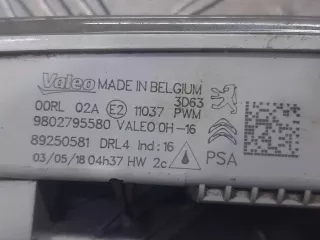 Valeo MADE IN BELGIUM
00RL 02A E2 11037 3D63 PWM
9802795580 VALEO 0H-16
89250581 DRL4 Ind: 16 PSA
03/05/18 04h37 HW 2c